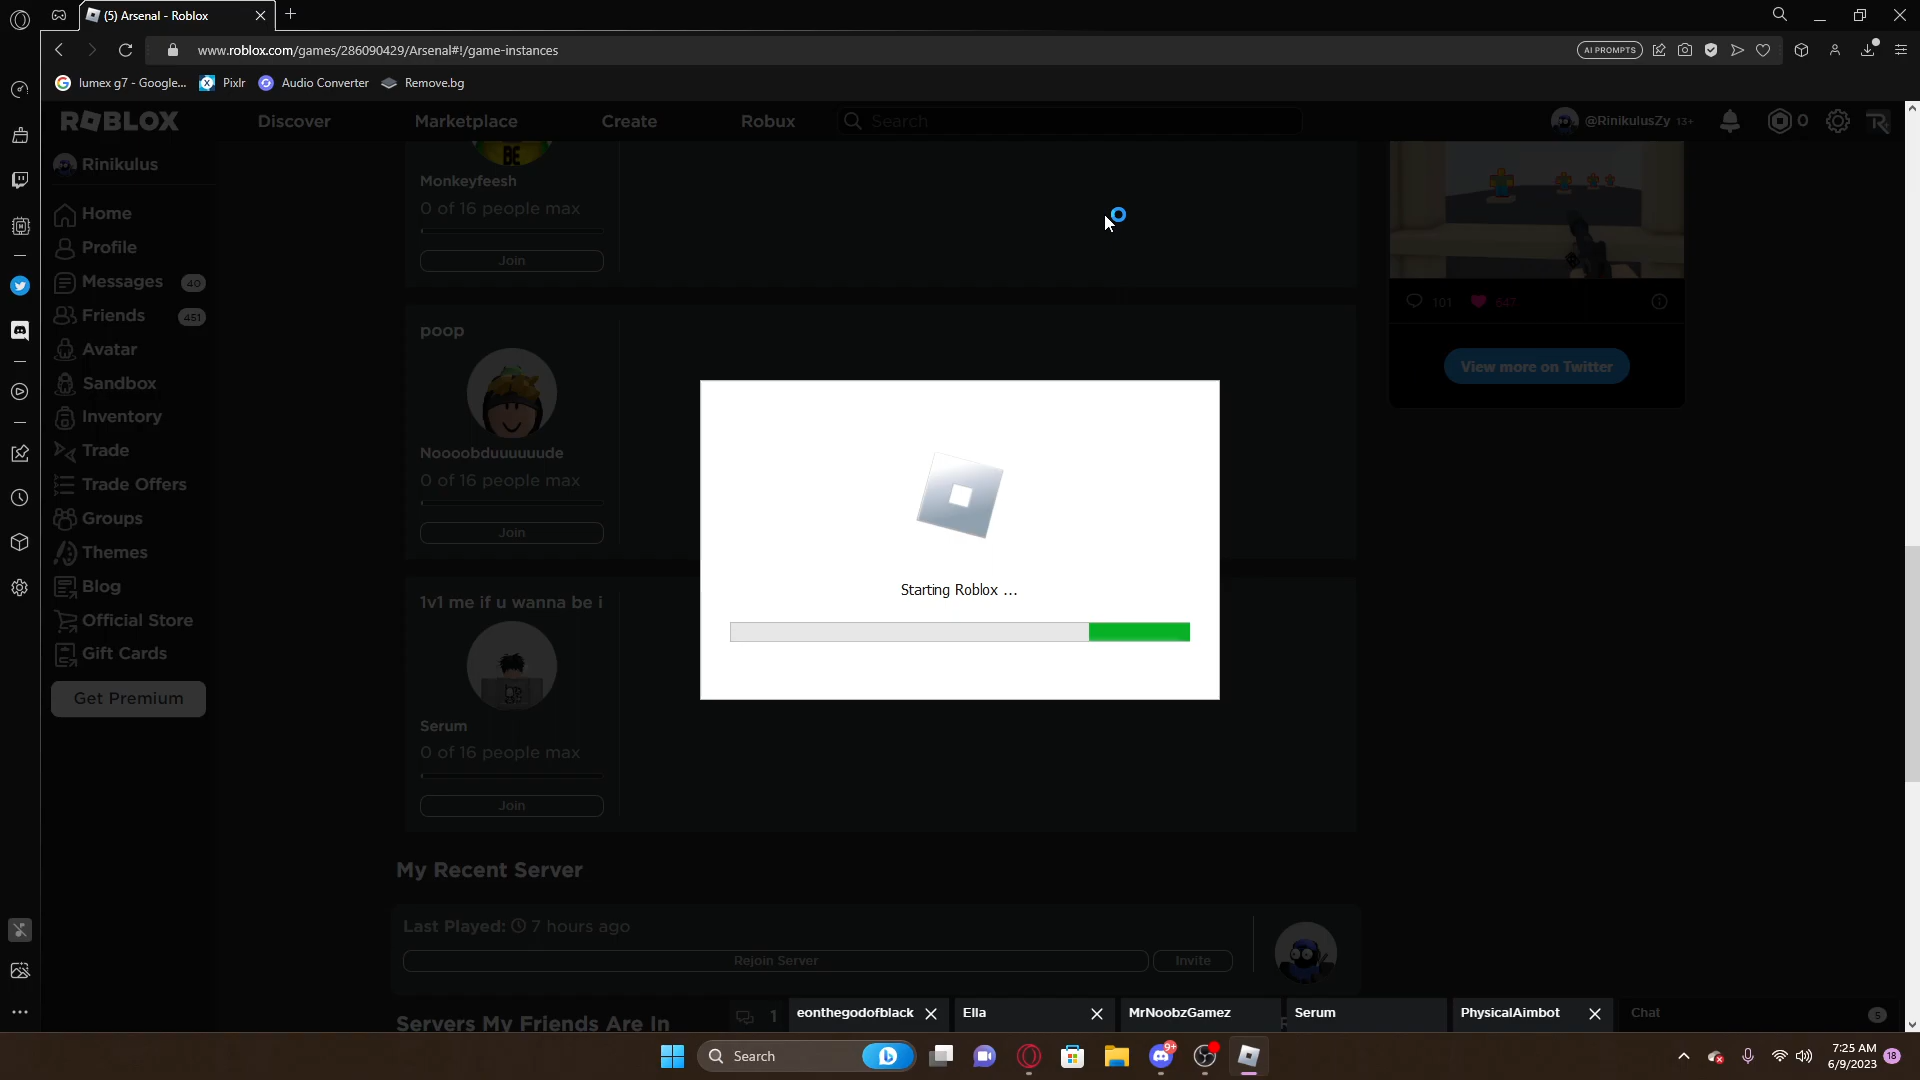 (5) Arsenal - Roblox
www.roblox.com/games/286090429/Arsenal#!/game-instances
AI PROMPTS
lumex g7 - Google...
Pixlr
Audio Converter
Remove.bg
ROBLOX
Discover
Marketplace
Create
Robux
Search
@RinikulusZy 13+
0
Rinikulus
Home
Profile
Messages 40
Friends 451
Avatar
Sandbox
Inventory
Trade
Trade Offers
Groups
Themes
Blog
Official Store
Gift Cards
Get Premium
BE
Monkeyfeesh
0 of 16 people max
Join
poop
Noooobduuuuuude
0 of 16 people max
Join
1v1 me if u wanna be i
Serum
0 of 16 people max
Join
101
647
View more on Twitter
Starting Roblox ...
My Recent Server
Last Played: 7 hours ago
Rejoin Server
Invite
Servers My Friends Are In
1
eonthegodofblack
Ella
MrNoobzGamez
Serum
PhysicalAimbot
Chat
5
Search
9+
7:25 AM
6/9/2023
18